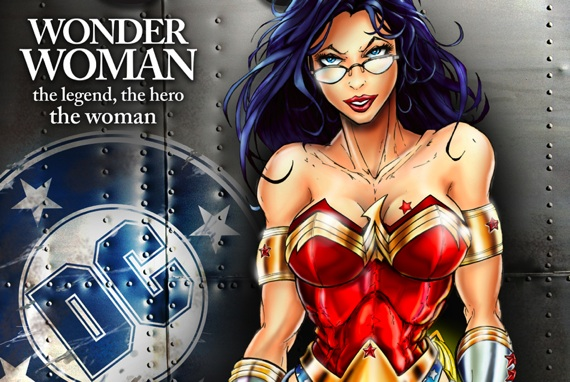 WONDER
WOMAN
the legend, the hero
the woman
DC